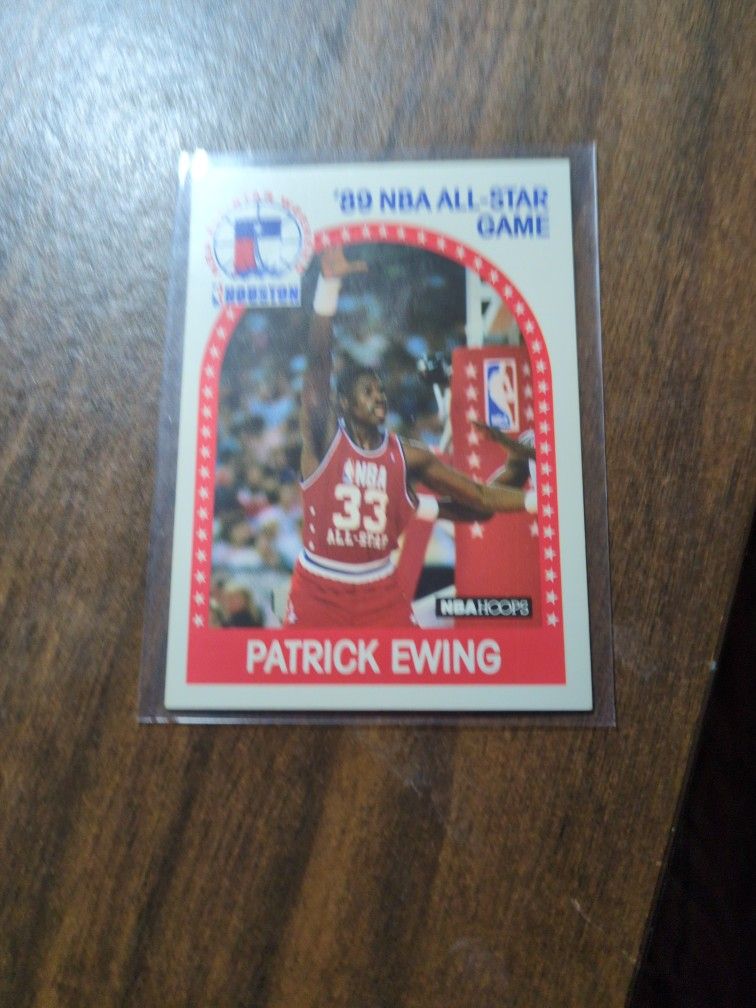 '89 NBA ALL-STAR
GAME
HOUSTON
NBA
33
ALL-STAR
NBA HOOPS
PATRICK EWING